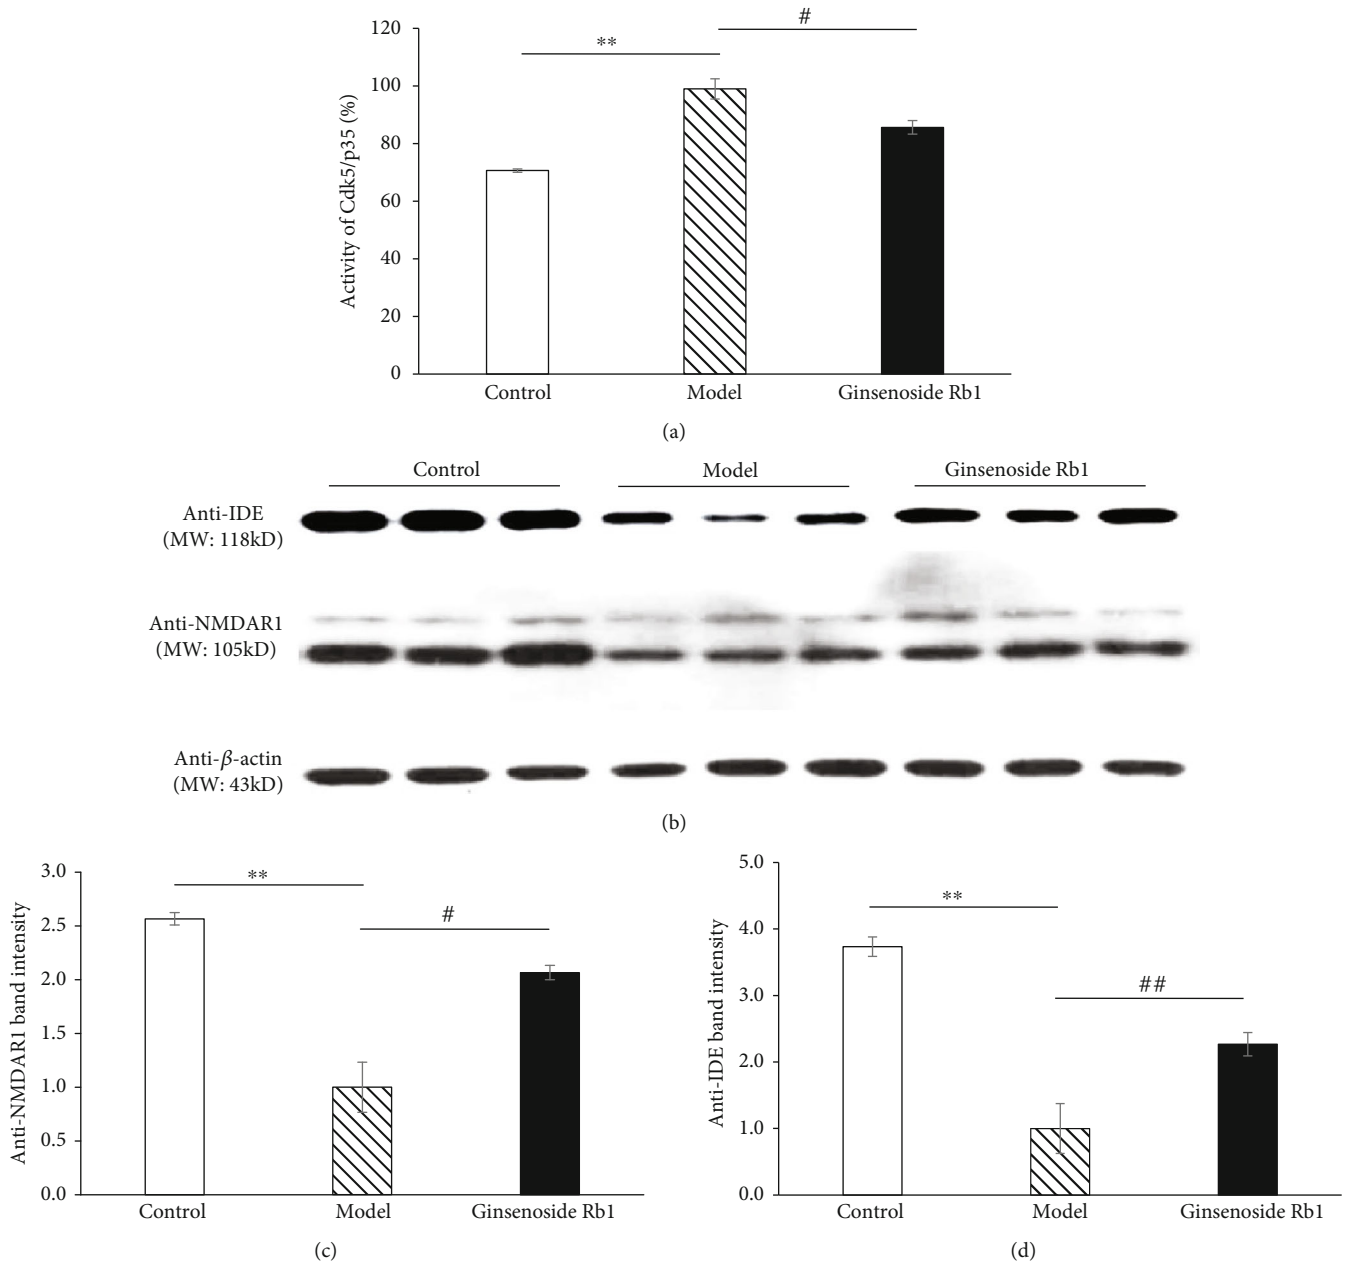 120
100
80
60
40
20
0
Activity of Cdk5/p35 (%)
**
#
Control Model Ginsenoside Rb1
(a)
Control Model Ginsenoside Rb1
Anti-IDE
(MW: 118kD)
Anti-NMDAR1
(MW: 105kD)
Anti-β-actin
(MW: 43kD)
(b)
3.0
2.5
2.0
1.5
1.0
0.5
0.0
Anti-NMDAR1 band intensity
**
#
Control Model Ginsenoside Rb1
(c)
5.0
4.0
3.0
2.0
1.0
0.0
Anti-IDE band intensity
**
##
Control Model Ginsenoside Rb1
(d)